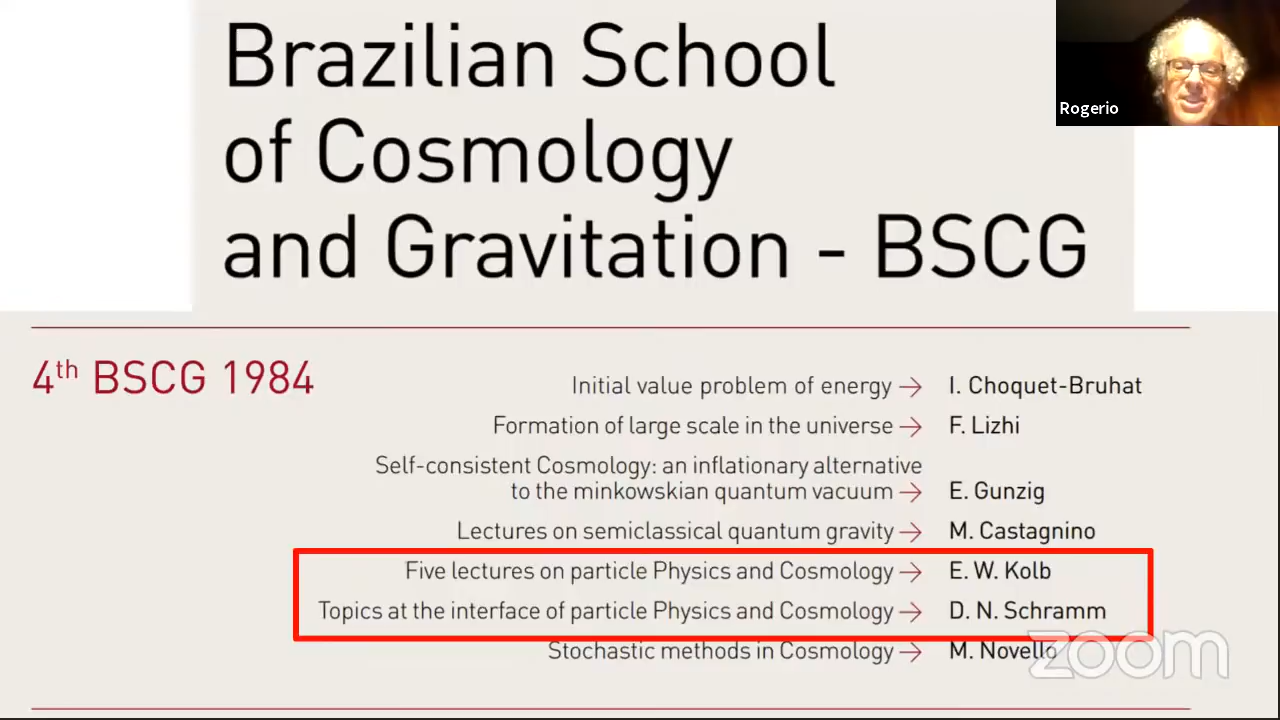 Brazilian School
of Cosmology
and Gravitation - BSCG
Rogerio
4th BSCG 1984
Initial value problem of energy → I. Choquet-Bruhat
Formation of large scale in the universe → F. Lizhi
Self-consistent Cosmology: an inflationary alternative
to the minkowskian quantum vacuum → E. Gunzig
Lectures on semiclassical quantum gravity → M. Castagnino
Five lectures on particle Physics and Cosmology → E. W. Kolb
Topics at the interface of particle Physics and Cosmology → D. N. Schramm
Stochastic methods in Cosmology → M. Novello
zoom